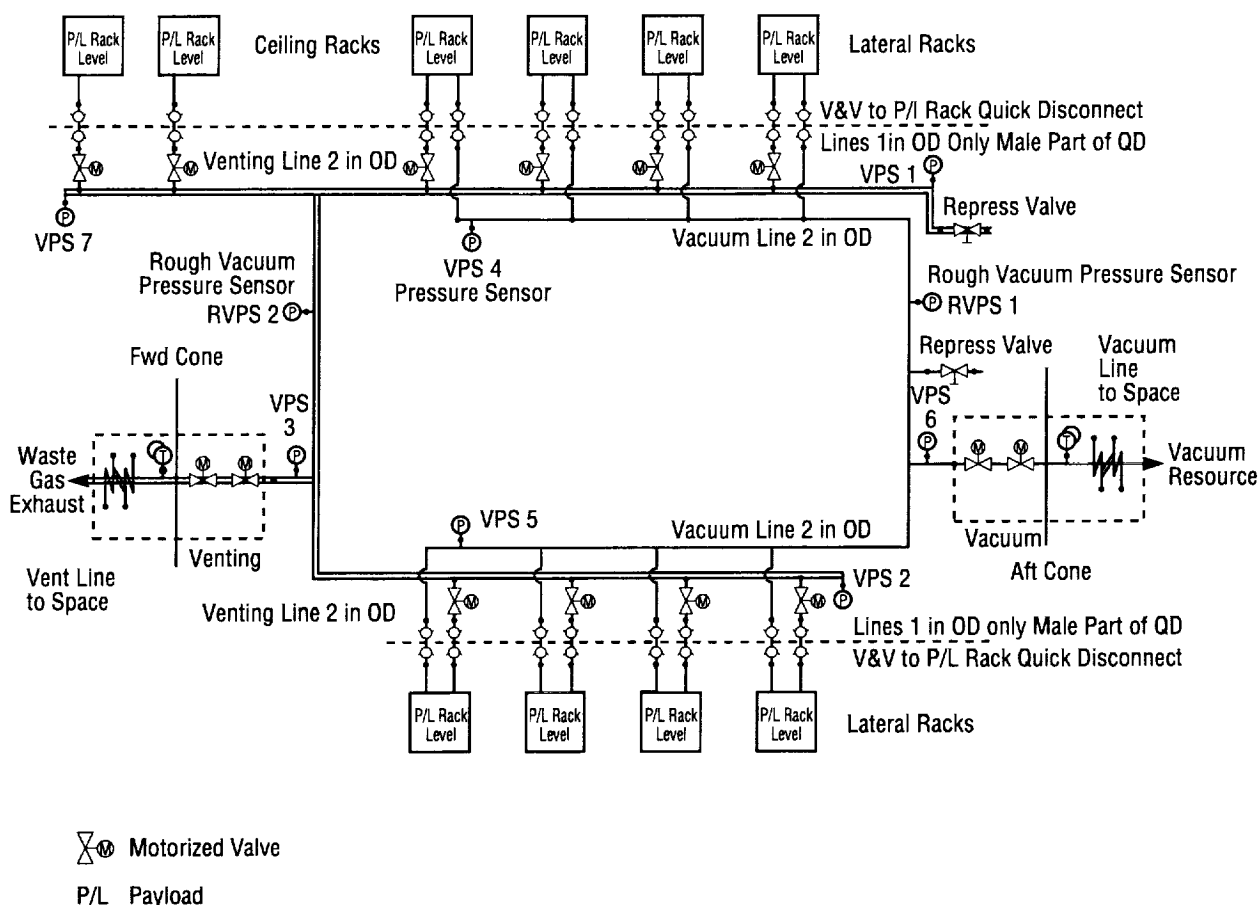 P/L Rack
Level
P/L Rack
Level
Ceiling Racks
P/L Rack
Level
P/L Rack
Level
P/L Rack
Level
P/L Rack
Level
Lateral Racks
V&V to P/I Rack Quick Disconnect
Lines 1in OD Only Male Part of QD
Venting Line 2 in OD
M
M
M
M
M
M
VPS 1
P
Repress Valve
P
VPS 7
Vacuum Line 2 in OD
P
VPS 4
Pressure Sensor
Rough Vacuum
Pressure Sensor
RVPS 2
P
Rough Vacuum Pressure Sensor
P
RVPS 1
Fwd Cone
Repress Valve
Vacuum
Line
to Space
VPS
3
P
VPS
6
P
Waste
Gas
Exhaust
T
M
M
M
M
T
Vacuum
Resource
Venting
Vacuum
Vent Line
to Space
Aft Cone
P
VPS 5
Vacuum Line 2 in OD
VPS 2
P
Venting Line 2 in OD
M
M
M
M
Lines 1 in OD only Male Part of QD
V&V to P/L Rack Quick Disconnect
P/L Rack
Level
P/L Rack
Level
P/L Rack
Level
P/L Rack
Level
Lateral Racks
M Motorized Valve
P/L Payload